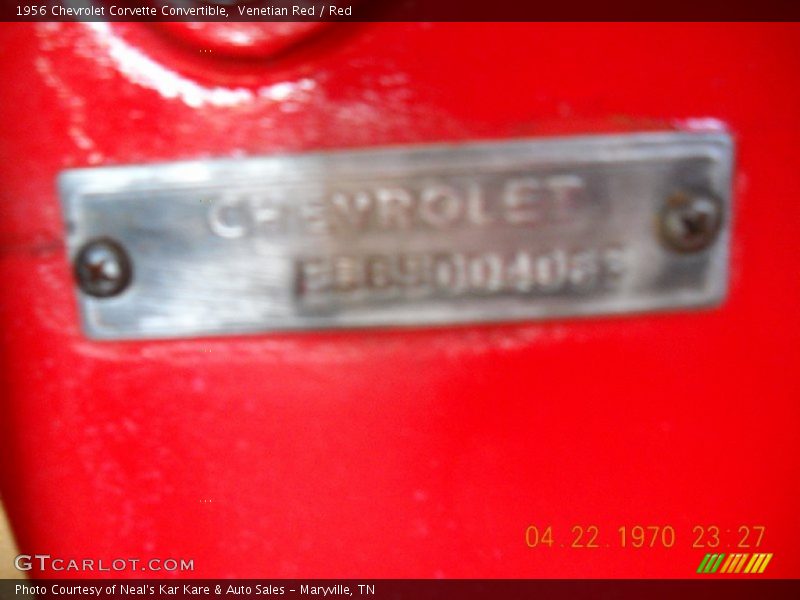 1956 Chevrolet Corvette Convertible, Venetian Red / Red
CHEVROLET
04.22.1970 23:27
GTCARLOT.COM
Photo Courtesy of Neal's Kar Kare & Auto Sales - Maryville, TN